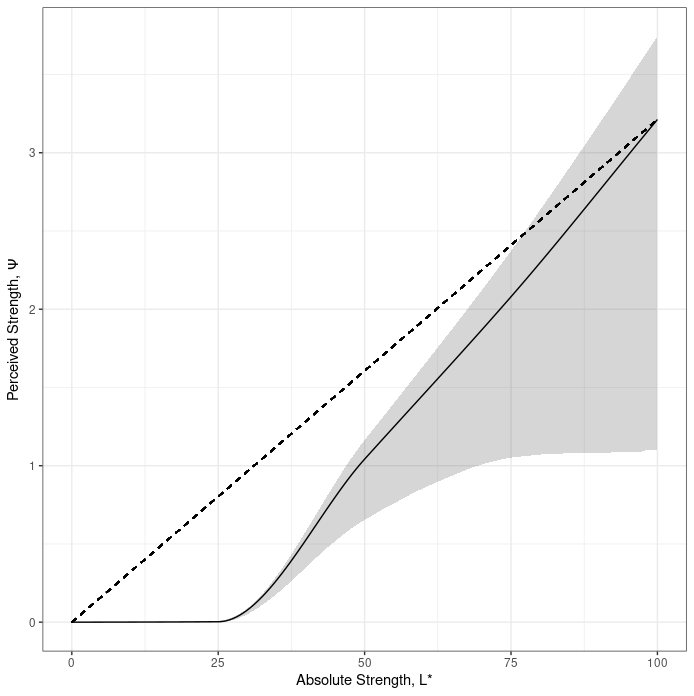 3
2
1
0
Perceived Strength, Ψ
0 25 50 75 100
Absolute Strength, L*